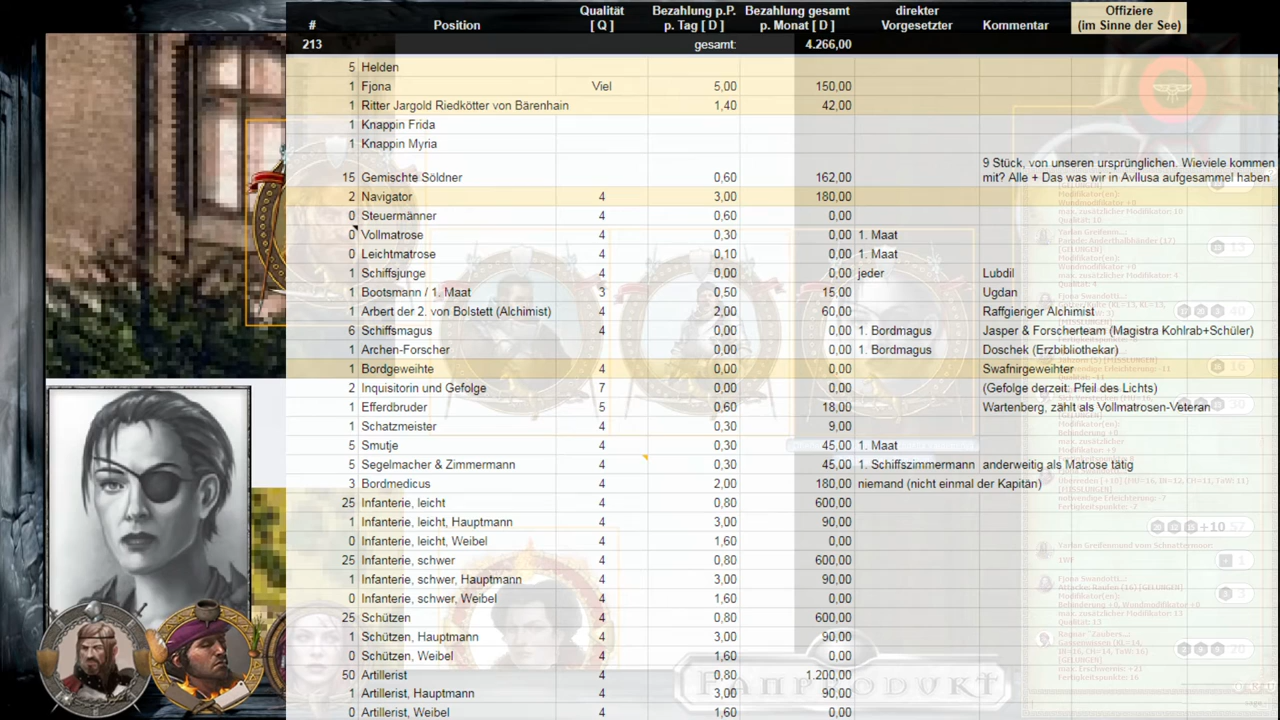 # Position Qualität [ Q ] Bezahlung p.P. p. Tag [ D ] Bezahlung gesamt p. Monat [ D ] direkter Vorgesetzter Kommentar Offiziere (im Sinne der See)
213 gesamt: 4.266,00
5 Helden
1 Fjona Viel 5,00 150,00
1 Ritter Jargold Riedkötter von Bärenhain 1,40 42,00
1 Knappin Frida
1 Knappin Myria
9 Stück, von unseren ursprünglichen. Wieviele kommen
15 Gemischte Söldner 0,60 162,00 mit? Alle + Das was wir in Avllusa aufgesammel haben
2 Navigator 4 3,00 180,00
0 Steuermänner 4 0,60 0,00
0 Vollmatrose 4 0,30 0,00 1. Maat
0 Leichtmatrose 4 0,10 0,00 1. Maat
1 Schiffsjunge 4 0,00 0,00 jeder Lubdil
1 Bootsmann / 1. Maat 3 0,50 15,00 Ugdan
1 Arbert der 2. von Bolstett (Alchimist) 4 2,00 60,00 Raffgieriger Alchimist
6 Schiffsmagus 4 0,00 0,00 1. Bordmagus Jasper & Forscherteam (Magistra Kohlrab+Schüler)
1 Archen-Forscher 4 0,00 0,00 1. Bordmagus Doschek (Erzbibliothekar)
1 Bordgeweihte 4 0,00 0,00 Swafnirgeweihter
2 Inquisitorin und Gefolge 7 0,00 0,00 (Gefolge derzeit: Pfeil des Lichts)
1 Efferdbruder 5 0,60 18,00 Wartenberg, zählt als Vollmatrosen-Veteran
1 Schatzmeister 4 0,30 9,00
5 Smutje 4 0,30 45,00 1. Maat
5 Segelmacher & Zimmermann 4 0,30 45,00 1. Schiffszimmermann anderweitig als Matrose tätig
3 Bordmedicus 4 2,00 180,00 niemand (nicht einmal der Kapitän)
25 Infanterie, leicht 4 0,80 600,00
1 Infanterie, leicht, Hauptmann 4 3,00 90,00
0 Infanterie, leicht, Weibel 4 1,60 0,00
25 Infanterie, schwer 4 0,80 600,00
1 Infanterie, schwer, Hauptmann 4 3,00 90,00
0 Infanterie, schwer, Weibel 4 1,60 0,00
25 Schützen 4 0,80 600,00
1 Schützen, Hauptmann 4 3,00 90,00
0 Schützen, Weibel 4 1,60 0,00
50 Artillerist 4 0,80 1.200,00
1 Artillerist, Hauptmann 4 3,00 90,00
0 Artillerist, Weibel 4 1,60 0,00
FANPRODUKT